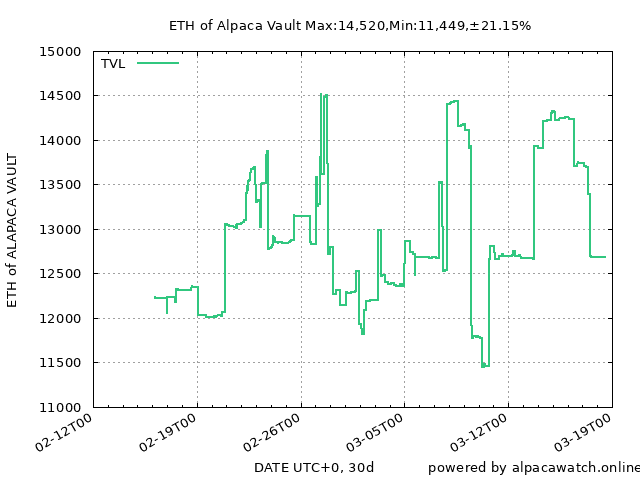 ETH of Alpaca Vault Max:14,520,Min:11,449,±21.15%
15000
TVL
14500
14000
13500
13000
12500
12000
11500
11000
ETH of ALAPACA VAULT
02-12T00
02-19T00
02-26T00
03-05T00
03-12T00
03-19T00
DATE UTC+0, 30d
powered by alpacawatch.online